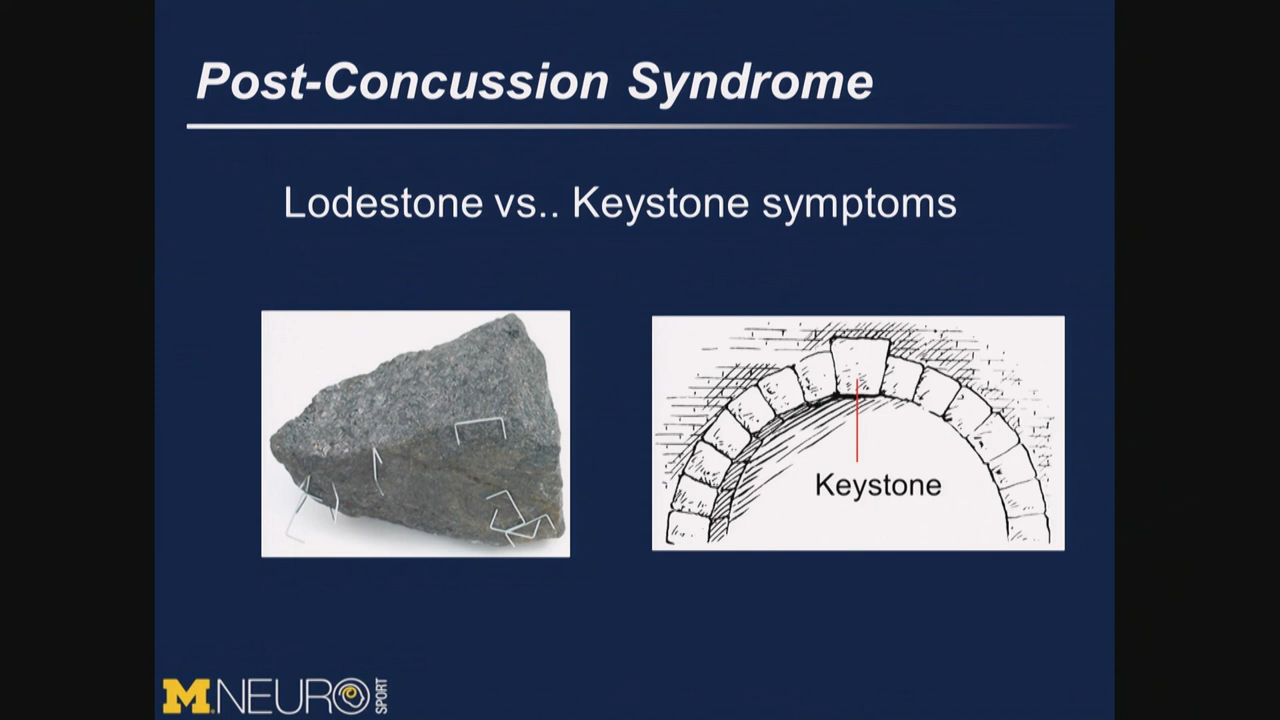 Post-Concussion Syndrome
Lodestone vs.. Keystone symptoms
Keystone
M.NEURO SPORT